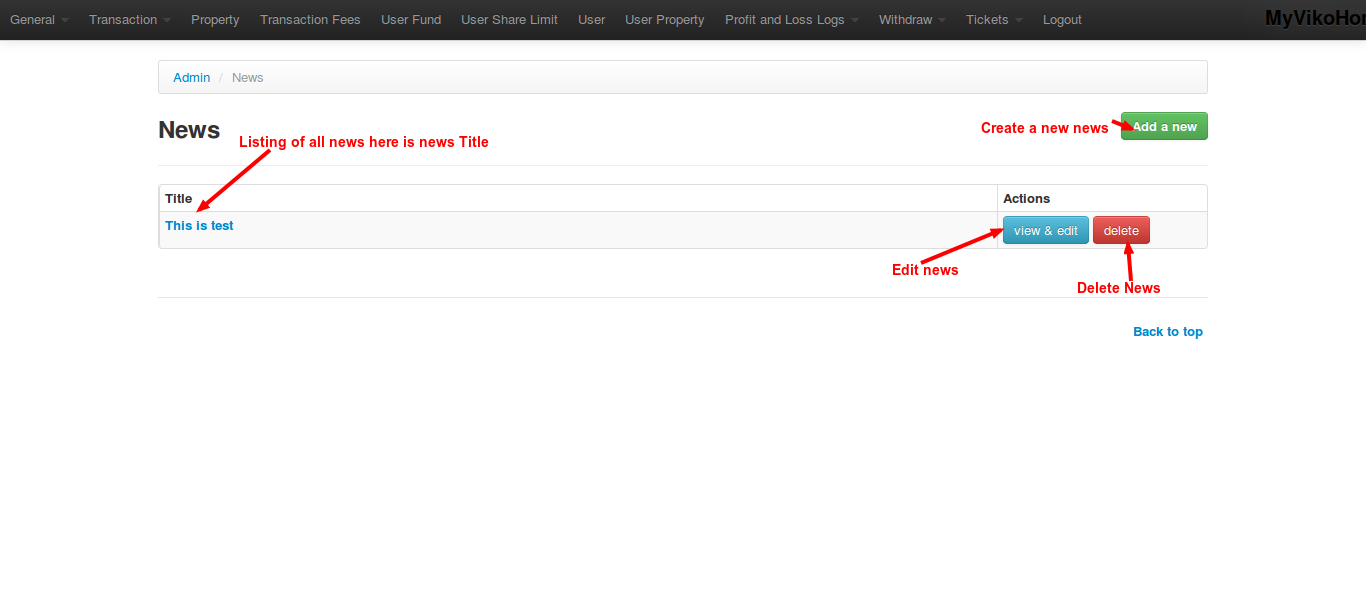 General Transaction Property Transaction Fees User Fund User Share Limit User User Property Profit and Loss Logs Withdraw Tickets Logout MyVikoHo
Admin / News
News
Listing of all news here is news Title
Create a new news
Add a new
Title Actions
This is test view & edit delete
Edit news
Delete News
Back to top